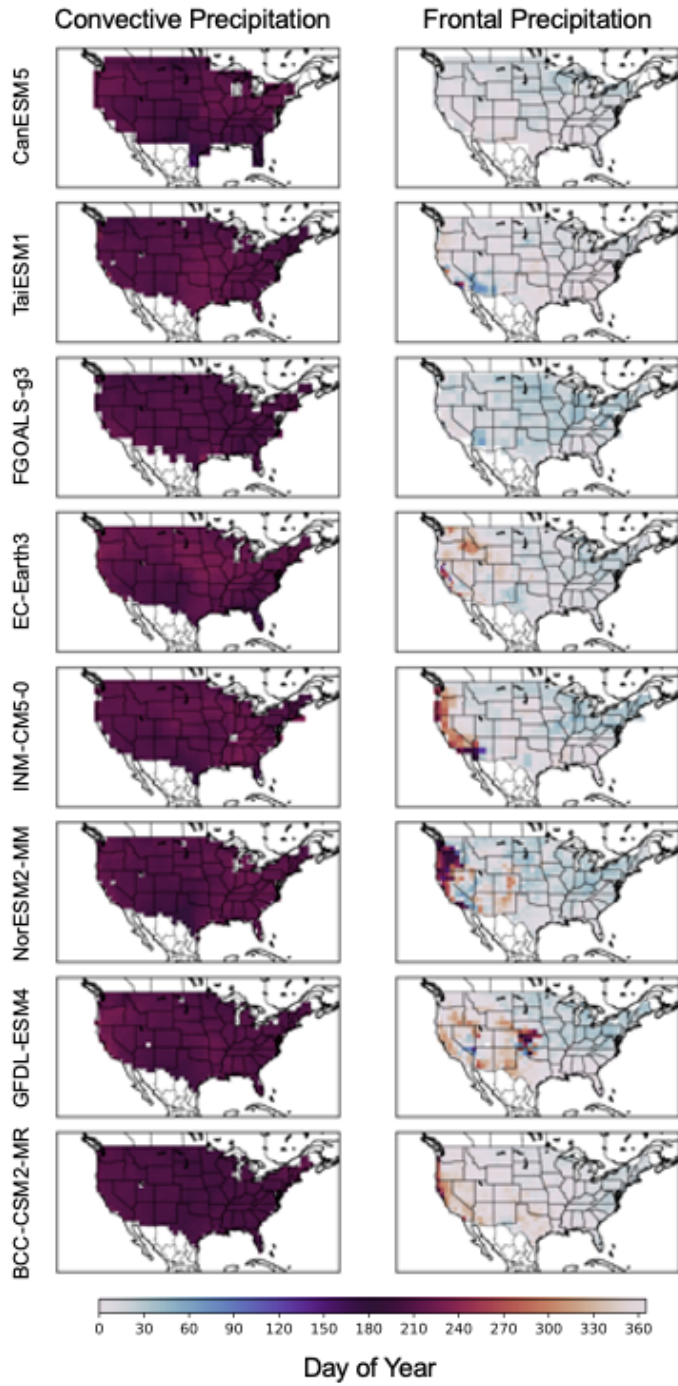 Convective Precipitation Frontal Precipitation
CanESM5
TaiESM1
FGOALS-g3
EC-Earth3
INM-CM5-0
NorESM2-MM
GFDL-ESM4
BCC-CSM2-MR
0 30 60 90 120 150 180 210 240 270 300 330 360
Day of Year